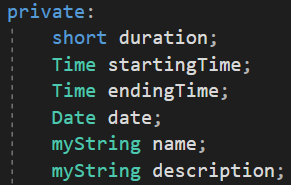 private:
short duration;
Time startingTime;
Time endingTime;
Date date;
myString name;
myString description;